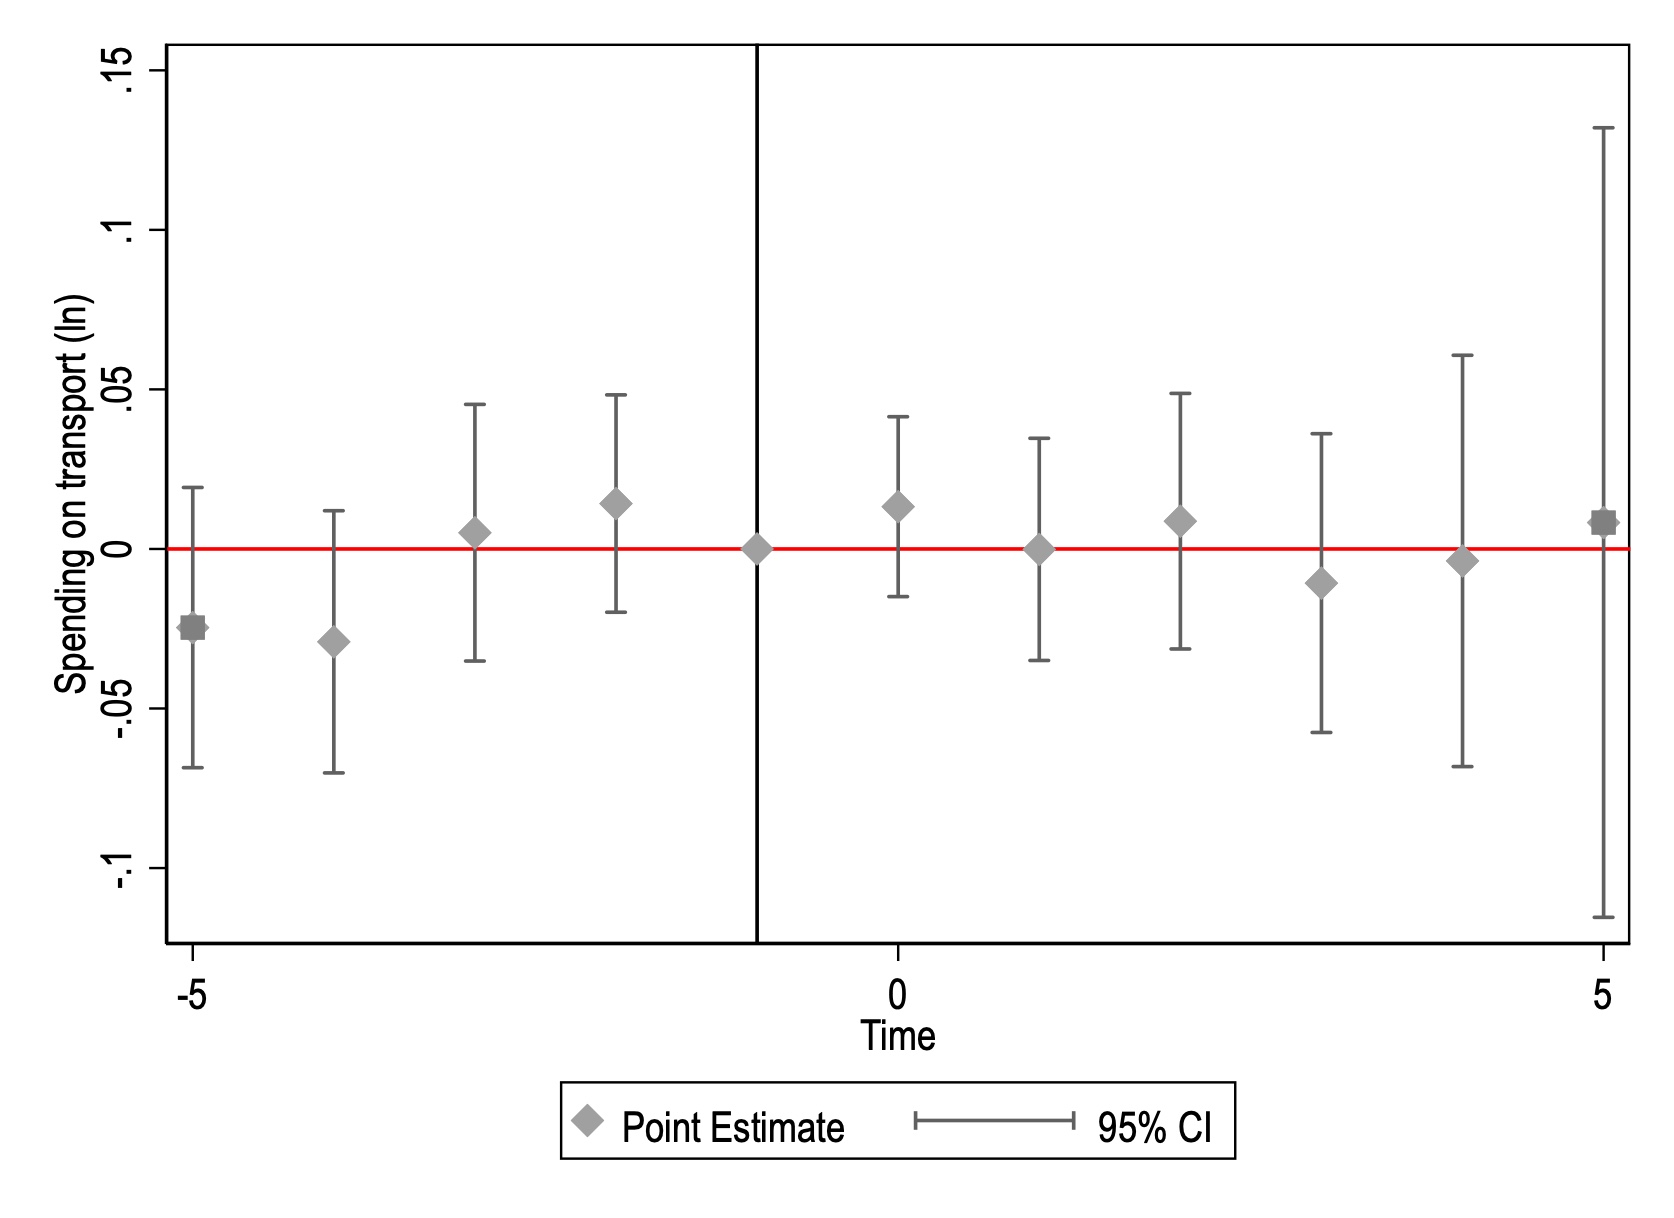 Spending on transport (ln)
.15
.1
.05
0
-.05
-.1
-5
0
5
Time
Point Estimate
95% CI